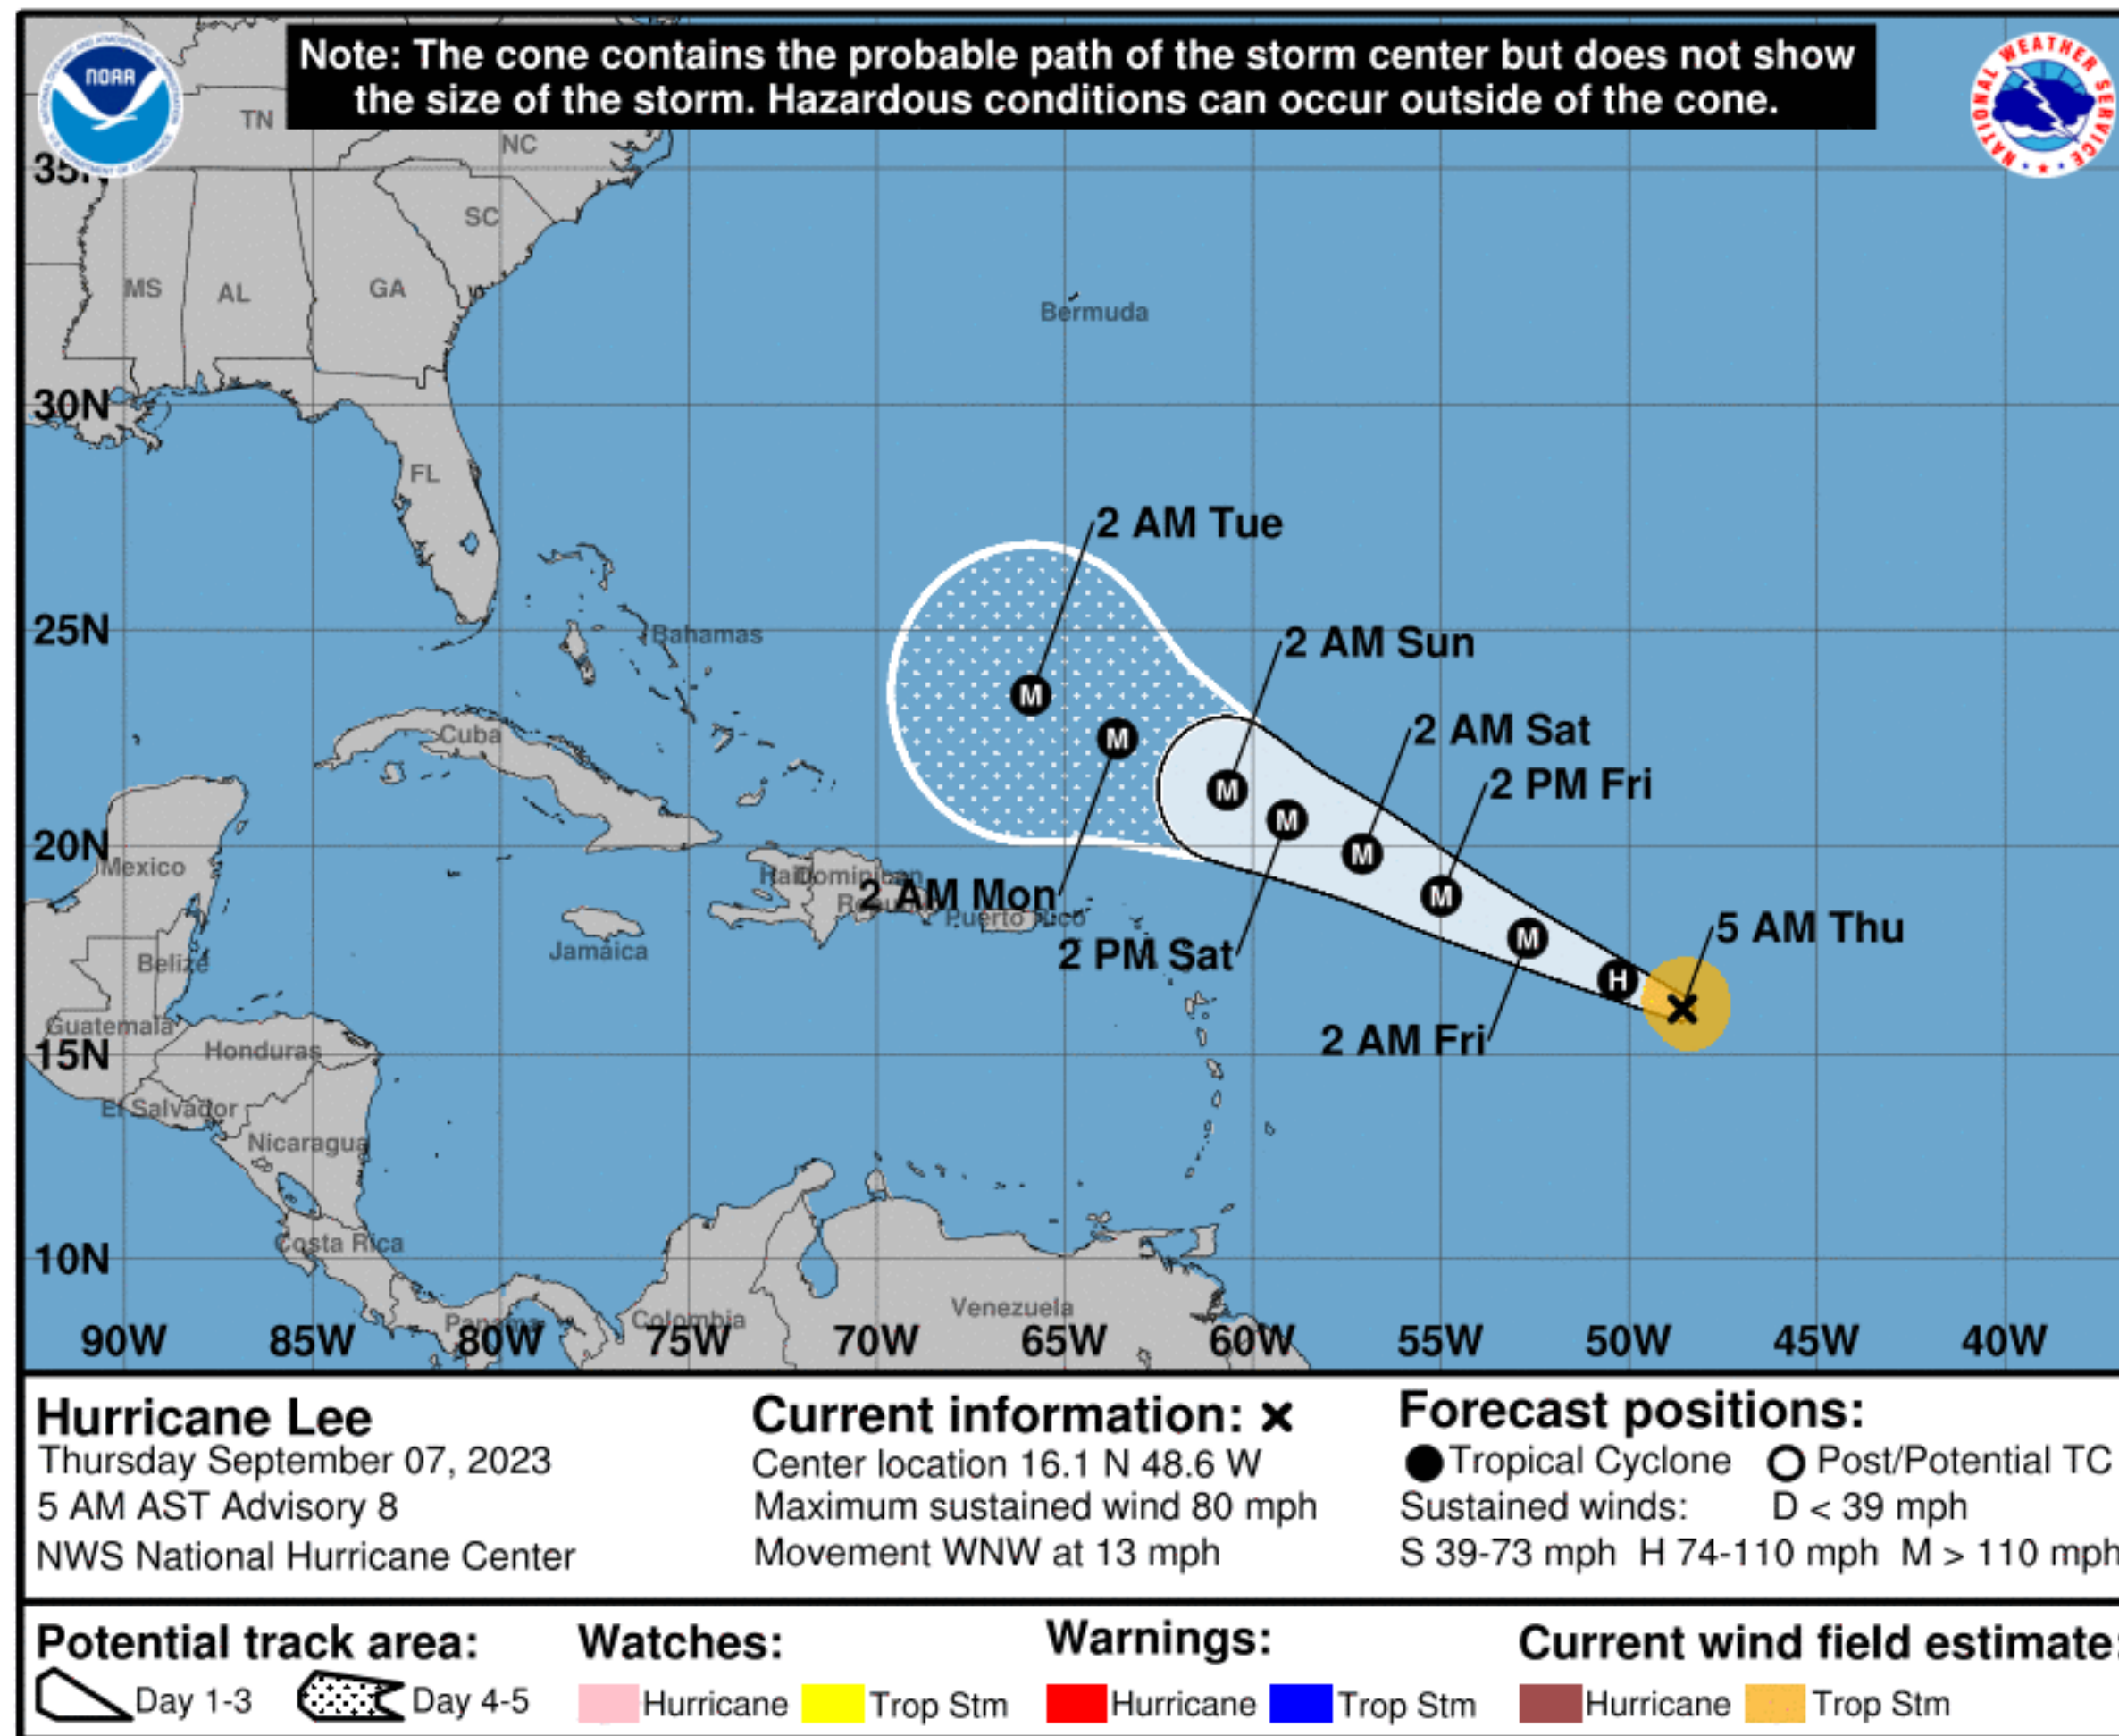 Note: The cone contains the probable path of the storm center but does not show
the size of the storm. Hazardous conditions can occur outside of the cone.
NOAA
NATIONAL WEATHER SERVICE
TN
NC
35N
SC
MS
AL
GA
Bermuda
30N
FL
2 AM Tue
25N
Bahamas
2 AM Sun
Cuba
2 AM Sat
M
M
2 PM Fri
M
M
20N
M
Mexico
Haiti
Dominican
M
2 AM Mon
Puerto Rico
M
5 AM Thu
Jamaica
2 PM Sat
Belize
H
Guatemala
2 AM Fri
15N
Honduras
El Salvador
Nicaragua
Costa Rica
10N
Venezuela
Panama
Colombia
90W
85W
80W
75W
70W
65W
60W
55W
50W
45W
40W
Hurricane Lee
Thursday September 07, 2023
5 AM AST Advisory 8
NWS National Hurricane Center
Current information: x
Center location 16.1 N 48.6 W
Maximum sustained wind 80 mph
Movement WNW at 13 mph
Forecast positions:
Tropical Cyclone Post/Potential TC
Sustained winds: D < 39 mph
S 39-73 mph H 74-110 mph M > 110 mph
Potential track area:
Day 1-3 Day 4-5
Watches:
Hurricane Trop Stm
Warnings:
Hurricane Trop Stm
Current wind field estimate:
Hurricane Trop Stm